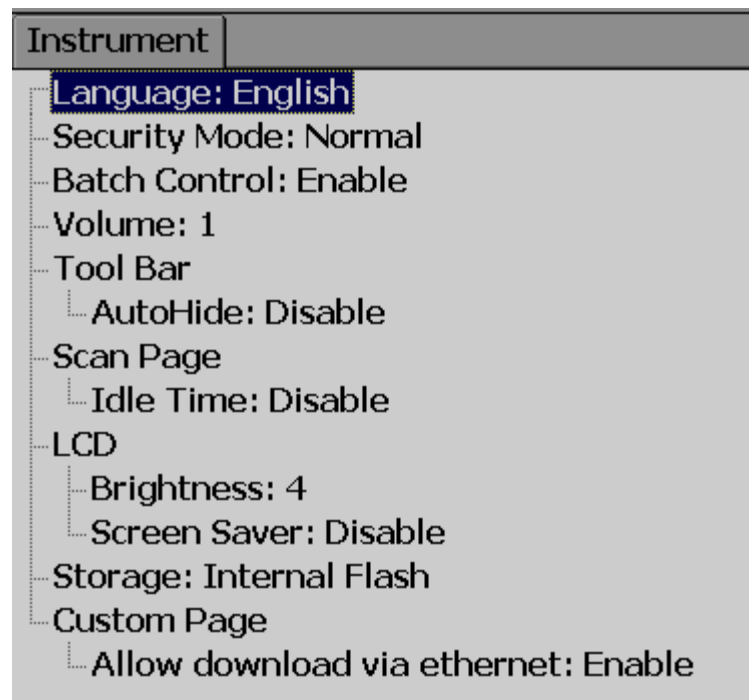 Instrument
Language: English
Security Mode: Normal
Batch Control: Enable
Volume: 1
Tool Bar
AutoHide: Disable
Scan Page
Idle Time: Disable
LCD
Brightness: 4
Screen Saver: Disable
Storage: Internal Flash
Custom Page
Allow download via ethernet: Enable